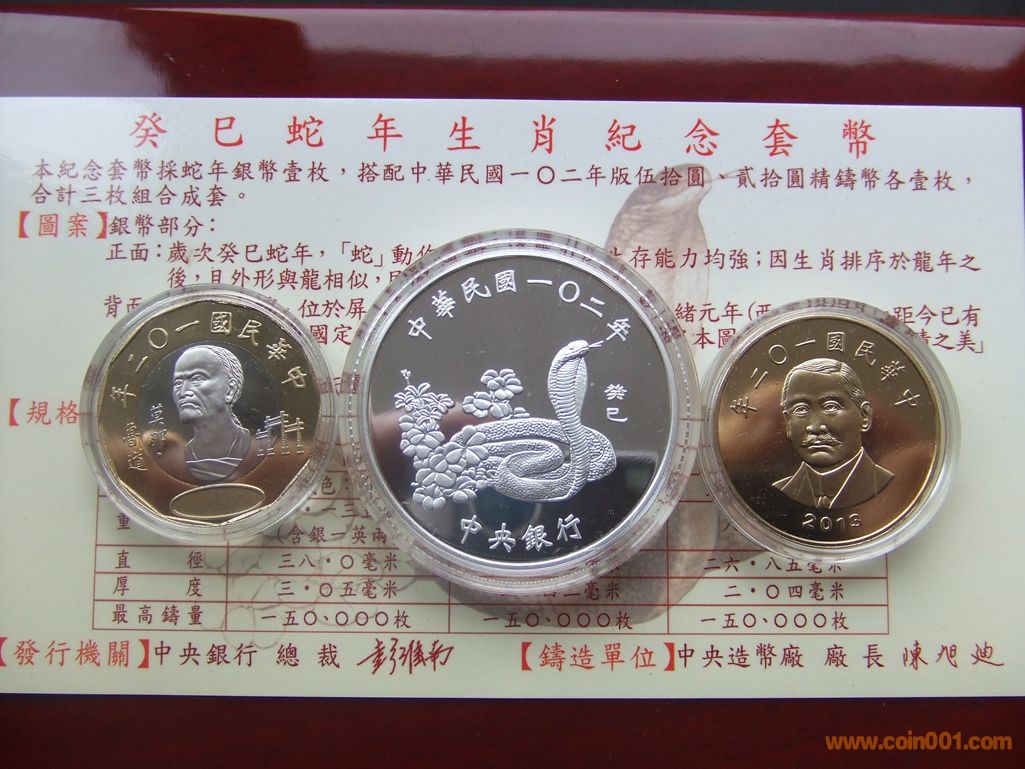 癸巳蛇年生肖紀念套幣
本紀念套幣採蛇年銀幣壹枚，搭配中華民國一〇二年版伍拾圓、貳拾圓精鑄幣各壹枚，
合計三枚組合成套。
【圖案】銀幣部分：
正面：歲次癸巳蛇年，「蛇」動作 生存能力均強；因生肖排序於龍年之
後，且外形與龍相似，
背面 位於屏 緒元年(西 距今已有
國定 本圖 之美」
中華民國一〇二年
莫那魯道
中華民國一〇二年
癸巳
中央銀行
中華民國一〇二年
2013
【規格
重
(含銀一英兩
直徑 三八·〇毫米 二六·八五毫米
厚度 三·〇五毫米 二毫米 二·〇四毫米
最高鑄量 一五〇、〇〇〇枚 一五〇、〇〇〇枚 一五〇、〇〇〇枚
【發行機關】中央銀行 總裁 彭淮南
【鑄造單位】中央造幣廠 廠長 陳旭迪
www.coin001.com